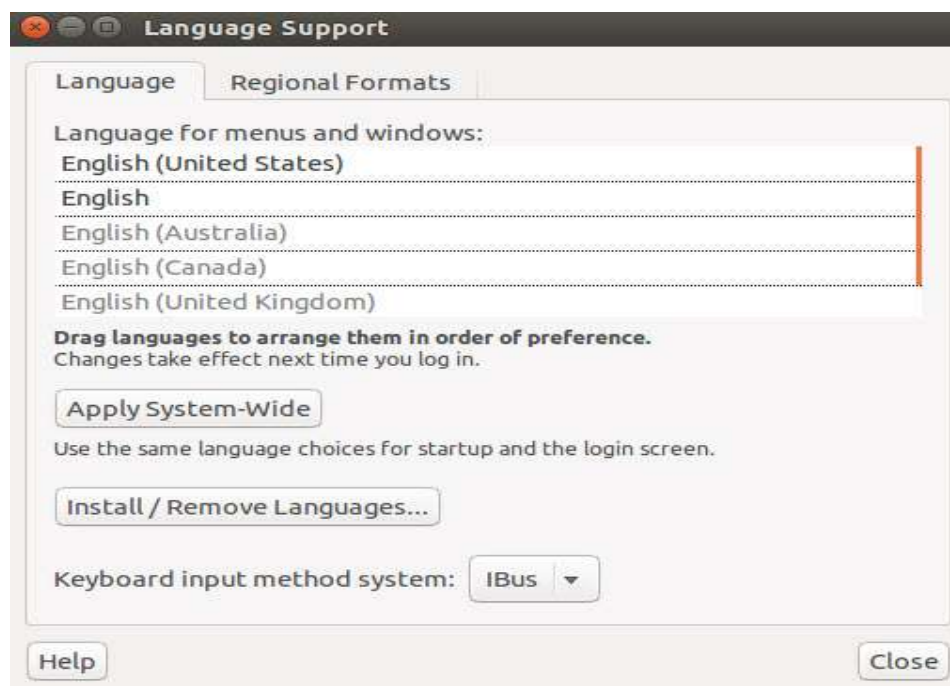 Language Support
Language
Regional Formats
Language for menus and windows:
English (United States)
English
English (Australia)
English (Canada)
English (United Kingdom)
Drag languages to arrange them in order of preference.
Changes take effect next time you log in.
Apply System-Wide
Use the same language choices for startup and the login screen.
Install / Remove Languages...
Keyboard input method system: IBus
Help
Close